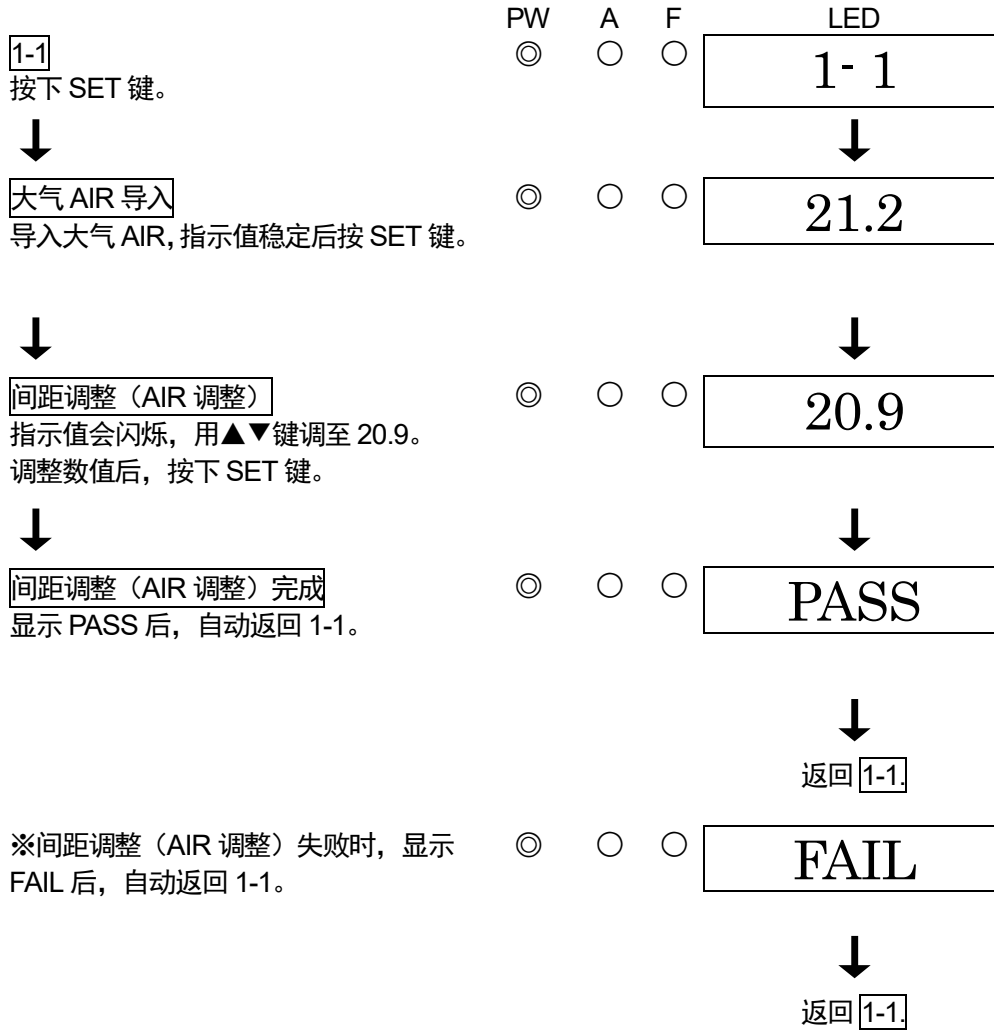 PW A F LED
1-1 ◎ ○ ○ 1- 1
按下 SET 键。
↓ ↓
大气 AIR 导入 ◎ ○ ○ 21.2
导入大气 AIR，指示值稳定后按 SET 键。
↓ ↓
间距调整（AIR 调整） ◎ ○ ○ 20.9
指示值会闪烁，用▲▼键调至 20.9。
调整数值后，按下 SET 键。
↓ ↓
间距调整（AIR 调整）完成 ◎ ○ ○ PASS
显示 PASS 后，自动返回 1-1。
↓
返回 1-1.
※间距调整（AIR 调整）失败时，显示 ◎ ○ ○ FAIL
FAIL 后，自动返回 1-1。
↓
返回 1-1.